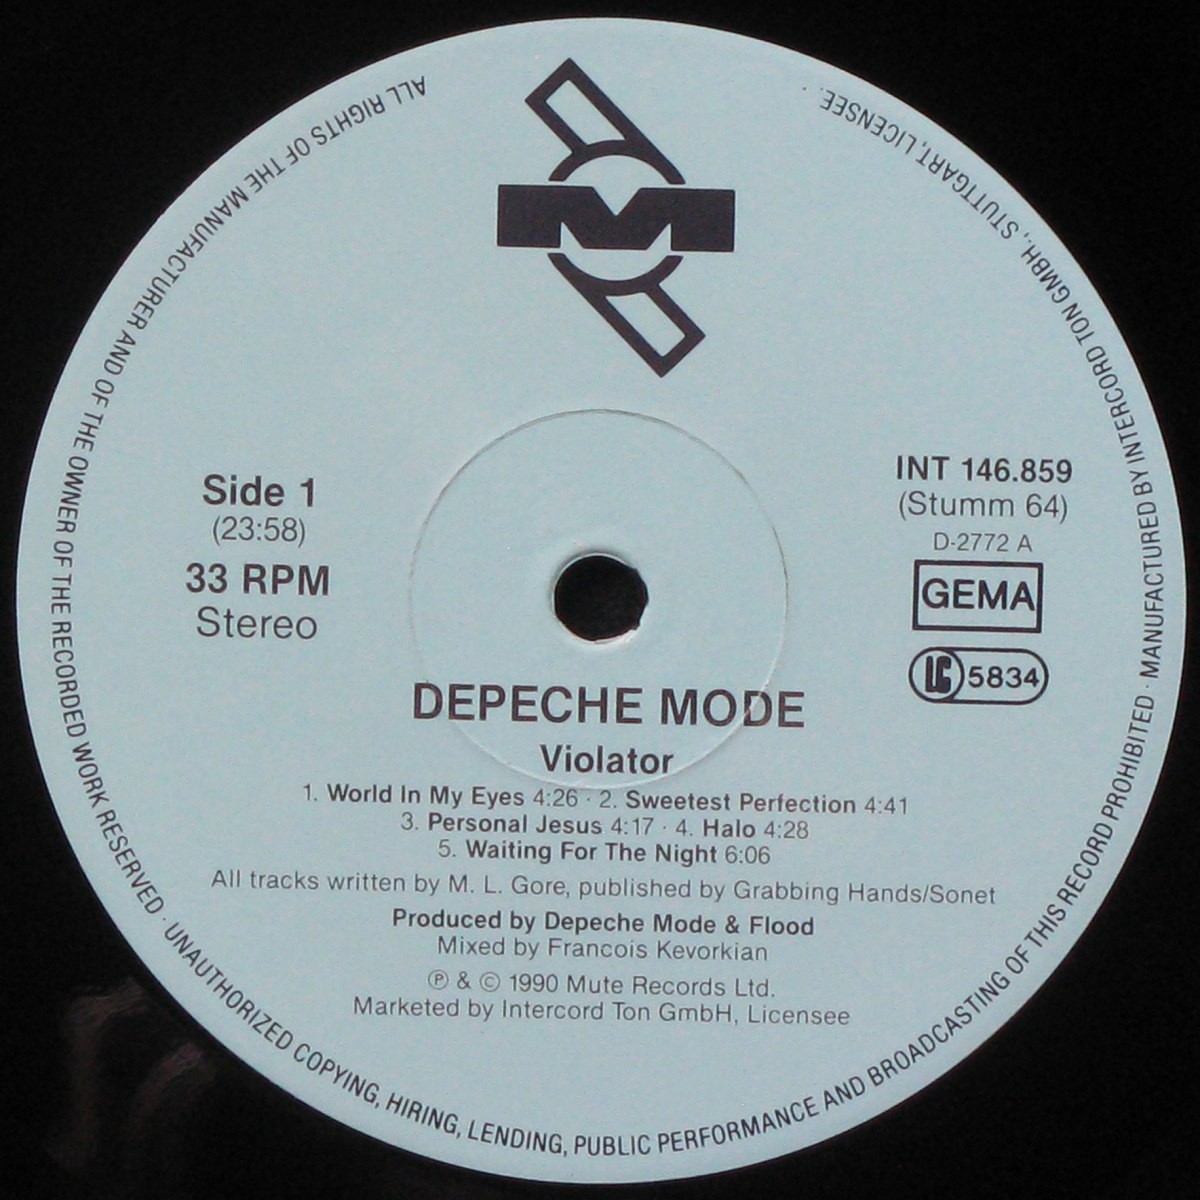 M
Side 1
(23:58)
33 RPM
Stereo
INT 146.859
(Stumm 64)
D-2772 A
GEMA
LC 5834
DEPECHE MODE
Violator
1. World In My Eyes 4:26 · 2. Sweetest Perfection 4:41
3. Personal Jesus 4:17 · 4. Halo 4:28
5. Waiting For The Night 6:06
All tracks written by M. L. Gore, published by Grabbing Hands/Sonet
Produced by Depeche Mode & Flood
Mixed by Francois Kevorkian
℗ & © 1990 Mute Records Ltd.
Marketed by Intercord Ton GmbH, Licensee
ALL RIGHTS OF THE MANUFACTURER AND OF THE OWNER OF THE RECORDED WORK RESERVED · UNAUTHORIZED COPYING, HIRING, LENDING, PUBLIC PERFORMANCE AND BROADCASTING OF THIS RECORD PROHIBITED · MANUFACTURED BY INTERCORD TON GMBH., STUTTGART, LICENSEE.